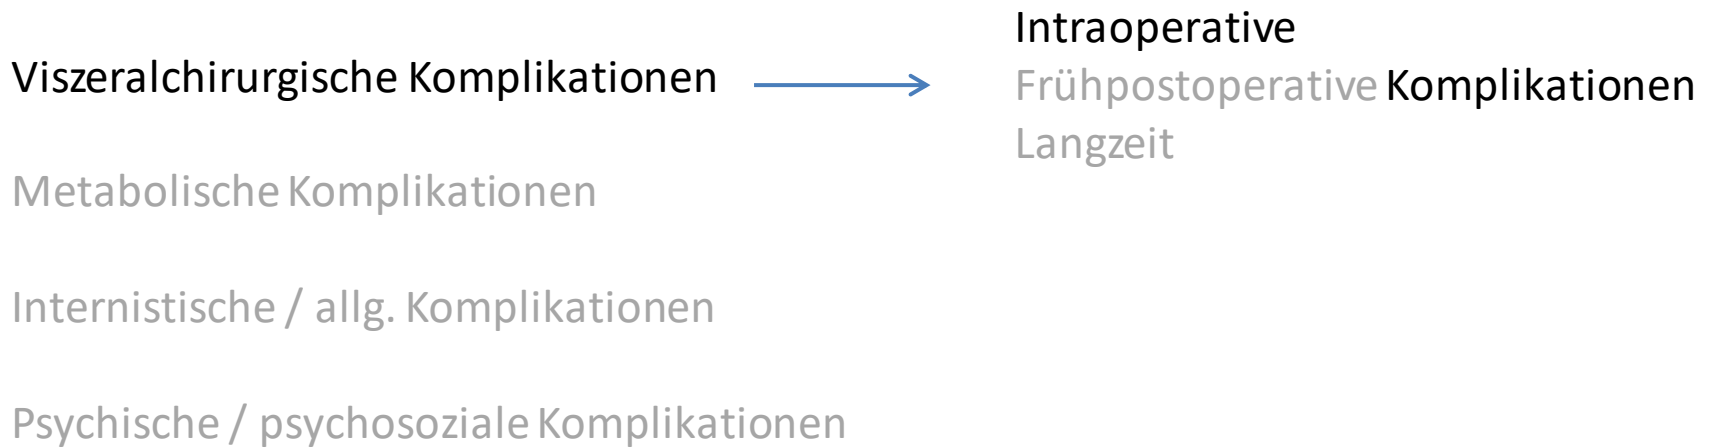 Viszeralchirurgische Komplikationen
Metabolische Komplikationen
Internistische / allg. Komplikationen
Psychische / psychosoziale Komplikationen
Intraoperative
Frühpostoperative Komplikationen
Langzeit